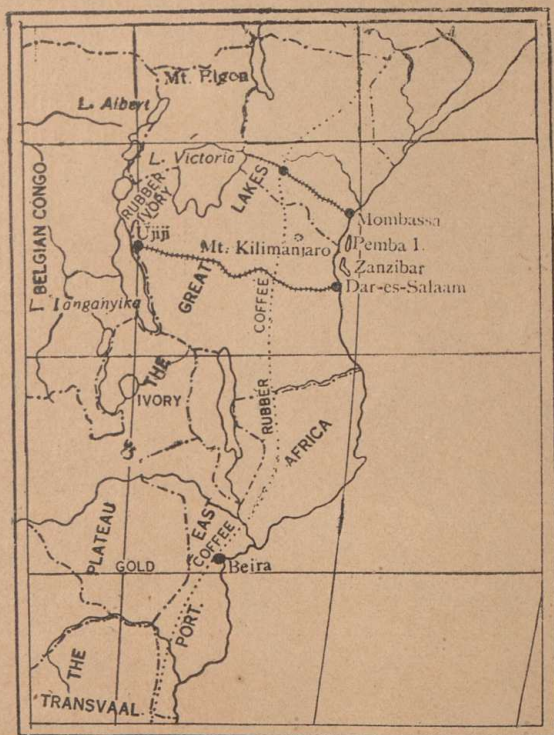 Mt. Elgon
L. Albert
L. Victoria
BELGIAN CONGO
RUBBER
IVORY
LAKES
Mombassa
Ujiji
Mt. Kilimanjaro
Pemba I.
Zanzibar
Dar-es-Salaam
L. Tanganyika
GREAT
COFFEE
THE
IVORY
RUBBER
AFRICA
PLATEAU
EAST
COFFEE
GOLD
Beira
PORT.
THE
TRANSVAAL